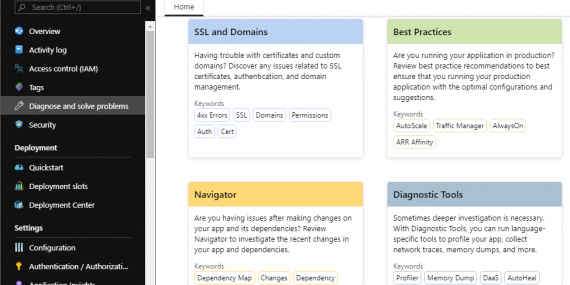 Search (Ctrl+/)
«
Overview
Activity log
Access control (IAM)
Tags
Diagnose and solve problems
Security
Deployment
Quickstart
Deployment slots
Deployment Center
Settings
Configuration
Authentication / Authorizati...
Application Insights
Home
SSL and Domains
Having trouble with certificates and custom
domains? Discover any issues related to SSL
certificates, authentication, and domain
management.
Keywords
4xx Errors SSL Domains Permissions
Auth Cert
Best Practices
Are you running your application in production?
Review best practice recommendations to best
ensure that you running your production
application with the optimal configurations and
suggestions.
Keywords
AutoScale Traffic Manager AlwaysOn
ARR Affinity
Navigator
Are you having issues after making changes on
your app and its dependencies? Review
Navigator to investigate the recent changes in
your app and dependencies.
Keywords
Dependency Map Changes Dependency
Diagnostic Tools
Sometimes deeper investigation is necessary.
With Diagnostic Tools, you can run language-
specific tools to profile your app, collect
network traces, memory dumps, and more.
Keywords
Profiler Memory Dump DaaS AutoHeal